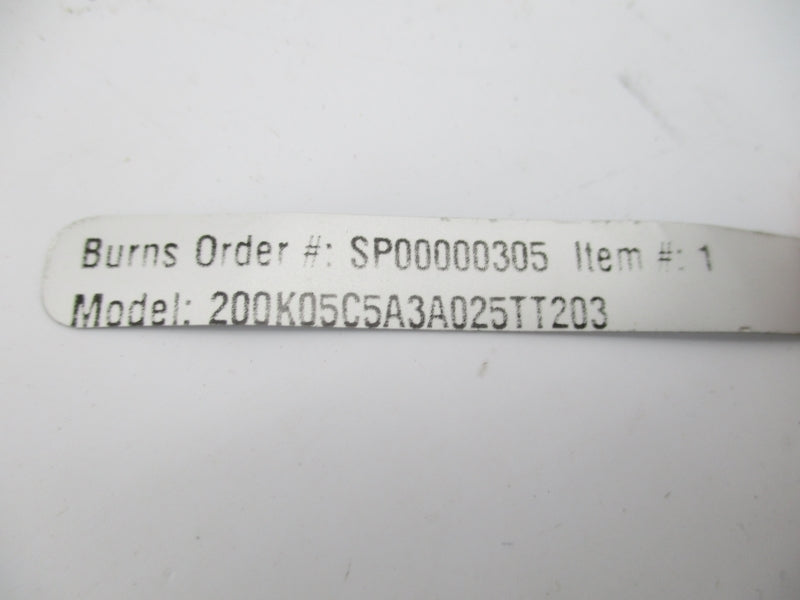 Burns Order #: SP00000305 Item #: 1
Model: 200K05C5A3A025TT203